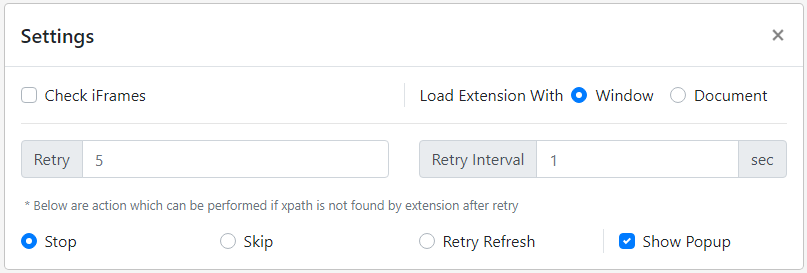 Settings ×
Check iFrames Load Extension With Window Document
Retry 5 Retry Interval 1 sec
* Below are action which can be performed if xpath is not found by extension after retry
Stop Skip Retry Refresh Show Popup